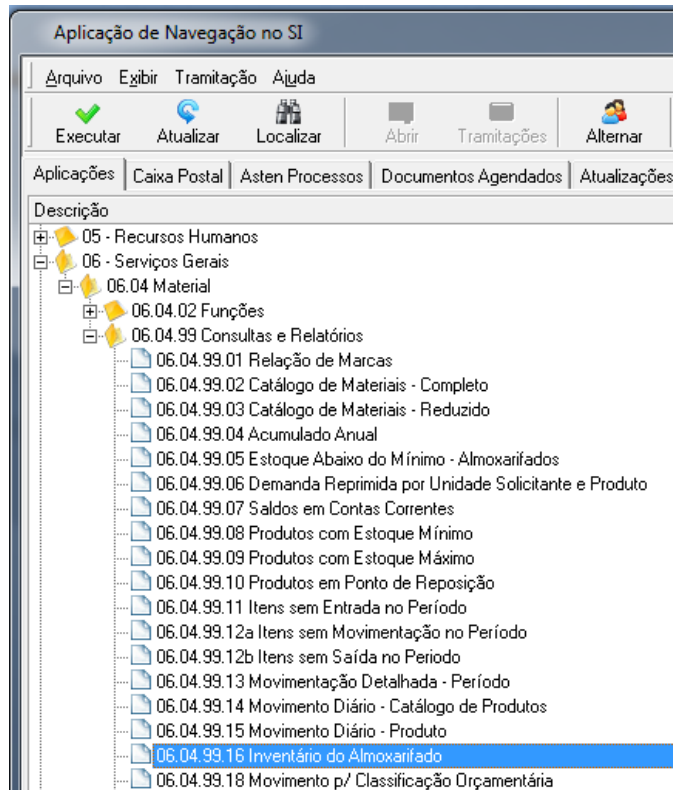 Aplicação de Navegação no SI
Arquivo Exibir Tramitação Ajuda
Executar Atualizar Localizar Abrir Tramitações Alternar
Aplicações Caixa Postal Asten Processos Documentos Agendados Atualizações
Descrição
05 - Recursos Humanos
06 - Serviços Gerais
06.04 Material
06.04.02 Funções
06.04.99 Consultas e Relatórios
06.04.99.01 Relação de Marcas
06.04.99.02 Catálogo de Materiais - Completo
06.04.99.03 Catálogo de Materiais - Reduzido
06.04.99.04 Acumulado Anual
06.04.99.05 Estoque Abaixo do Mínimo - Almoxarifados
06.04.99.06 Demanda Reprimida por Unidade Solicitante e Produto
06.04.99.07 Saldos em Contas Correntes
06.04.99.08 Produtos com Estoque Mínimo
06.04.99.09 Produtos com Estoque Máximo
06.04.99.10 Produtos em Ponto de Reposição
06.04.99.11 Itens sem Entrada no Período
06.04.99.12a Itens sem Movimentação no Período
06.04.99.12b Itens sem Saída no Periodo
06.04.99.13 Movimentação Detalhada - Período
06.04.99.14 Movimento Diário - Catálogo de Produtos
06.04.99.15 Movimento Diário - Produto
06.04.99.16 Inventário do Almoxarifado
06.04.99.18 Movimento p/ Classificação Orçamentária